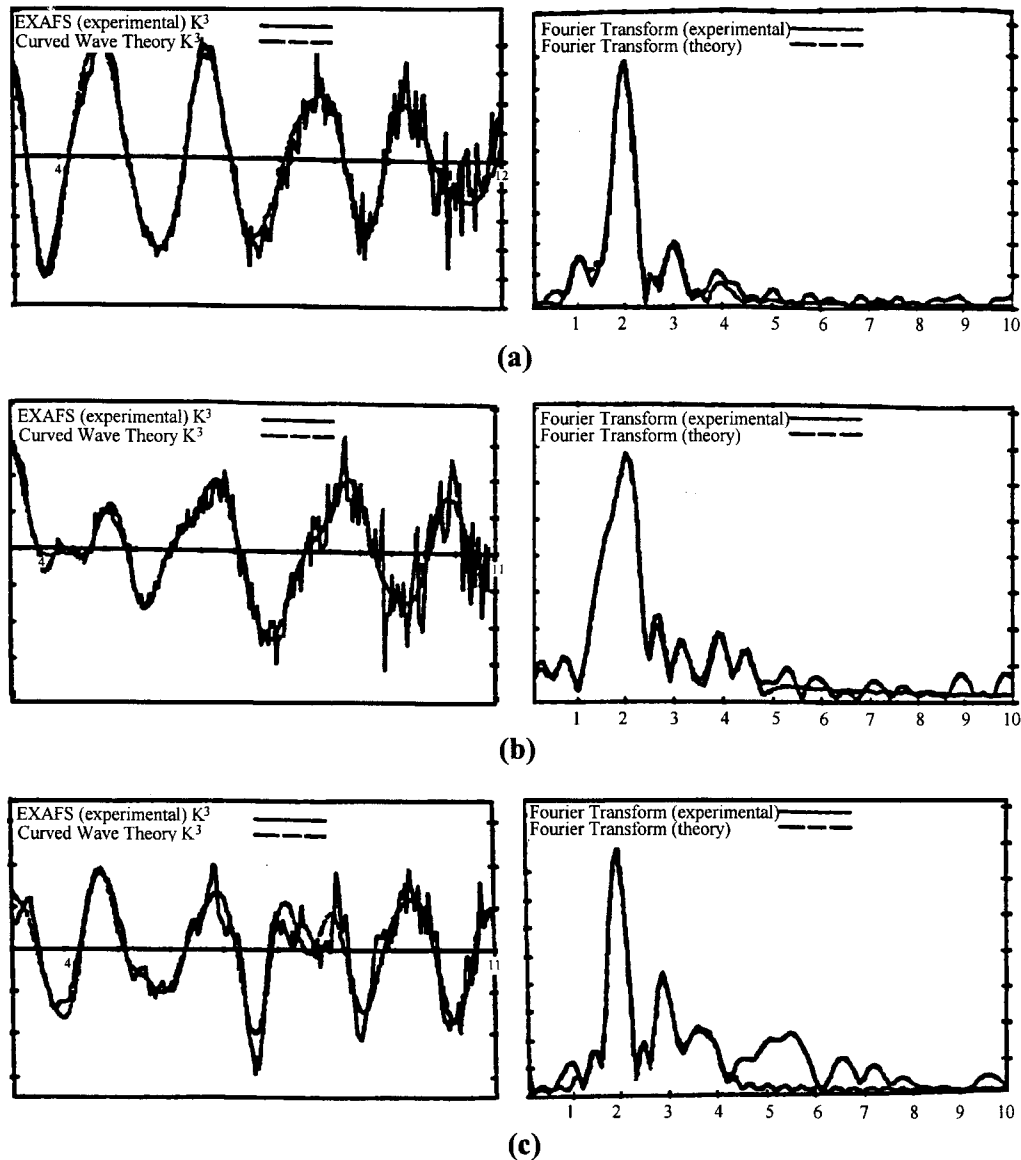 EXAFS (experimental) K³
Curved Wave Theory K³
4
12
Fourier Transform (experimental)
Fourier Transform (theory)
1 2 3 4 5 6 7 8 9 10
(a)
EXAFS (experimental) K³
Curved Wave Theory K³
4
11
Fourier Transform (experimental)
Fourier Transform (theory)
1 2 3 4 5 6 7 8 9 10
(b)
EXAFS (experimental) K³
Curved Wave Theory K³
4
11
Fourier Transform (experimental)
Fourier Transform (theory)
1 2 3 4 5 6 7 8 9 10
(c)